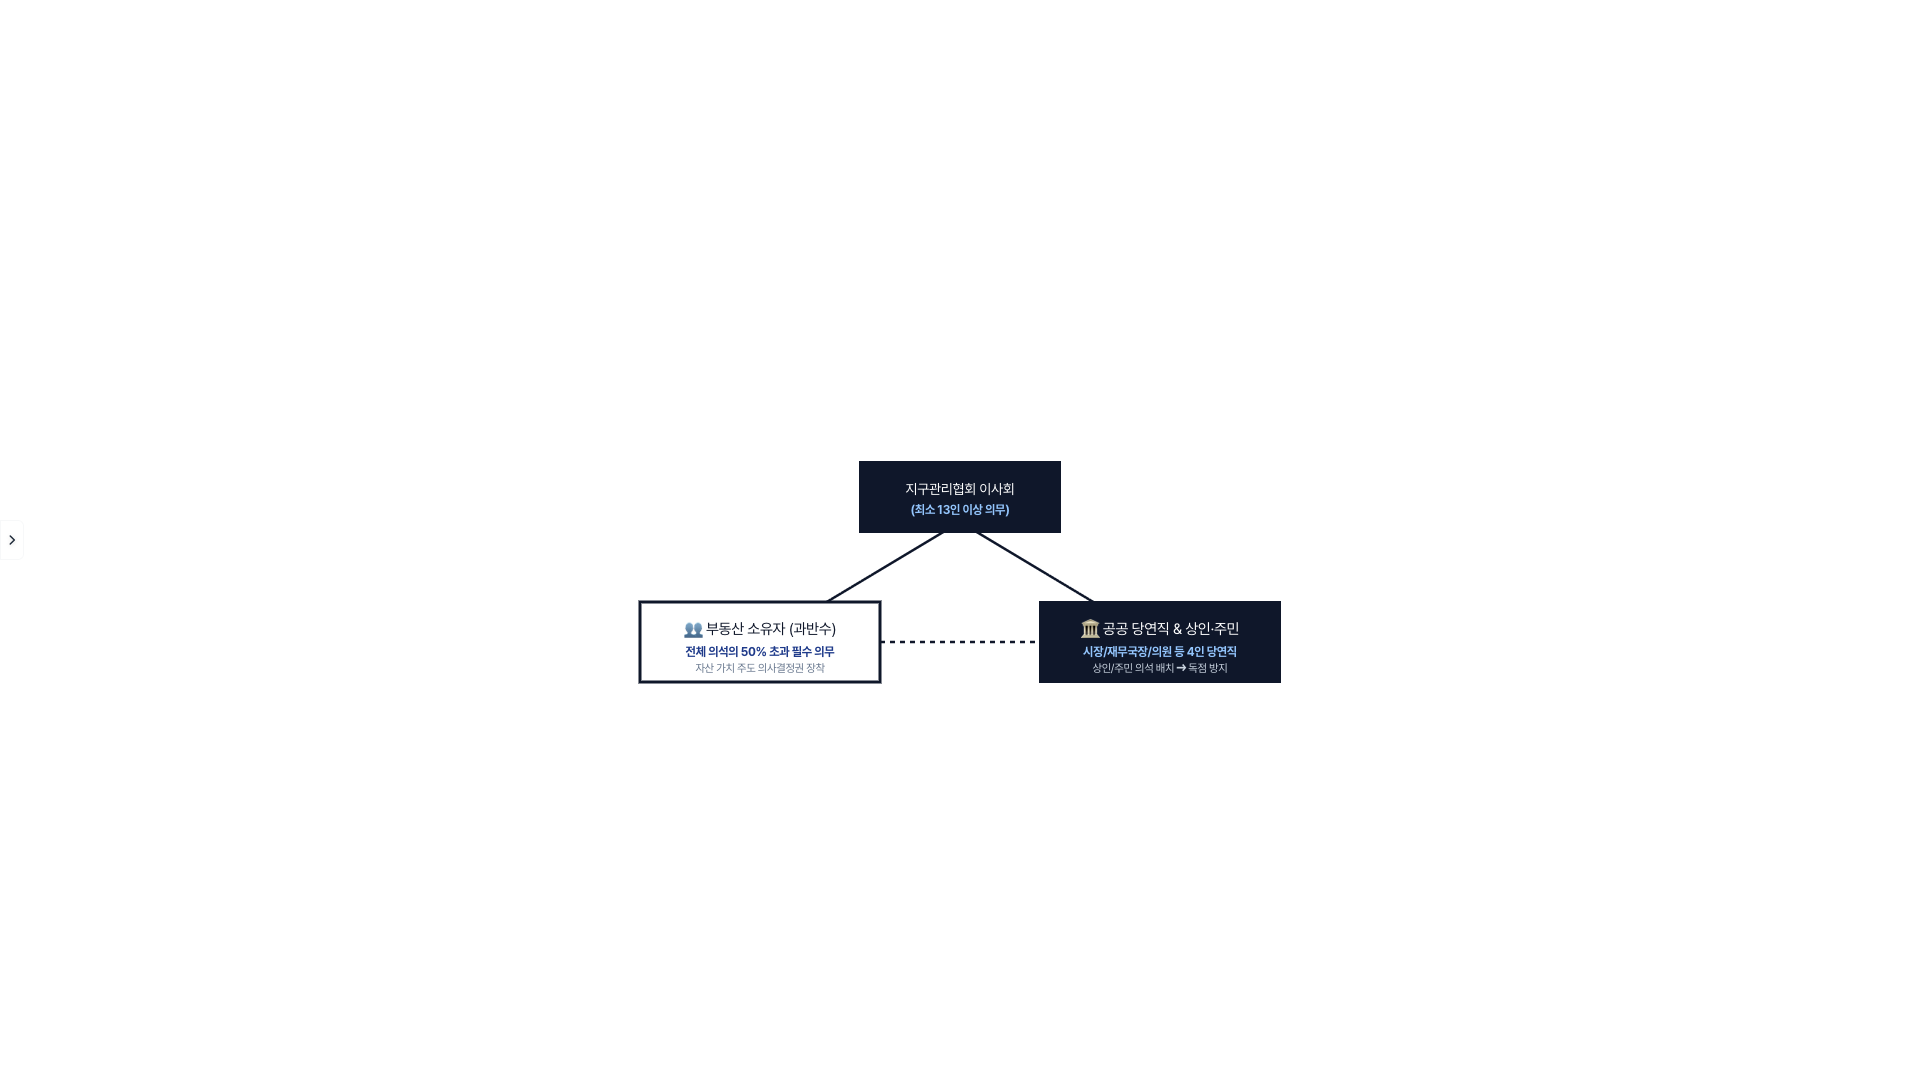 지구관리협회 이사회
(최소 13인 이상 의무)
👥 부동산 소유자 (과반수)
전체 의석의 50% 초과 필수 의무
자산 가치 주도 의사결정권 장착
🏛️ 공공 당연직 & 상인·주민
시장/재무국장/의원 등 4인 당연직
상인/주민 의석 배치 ➞ 독점 방지